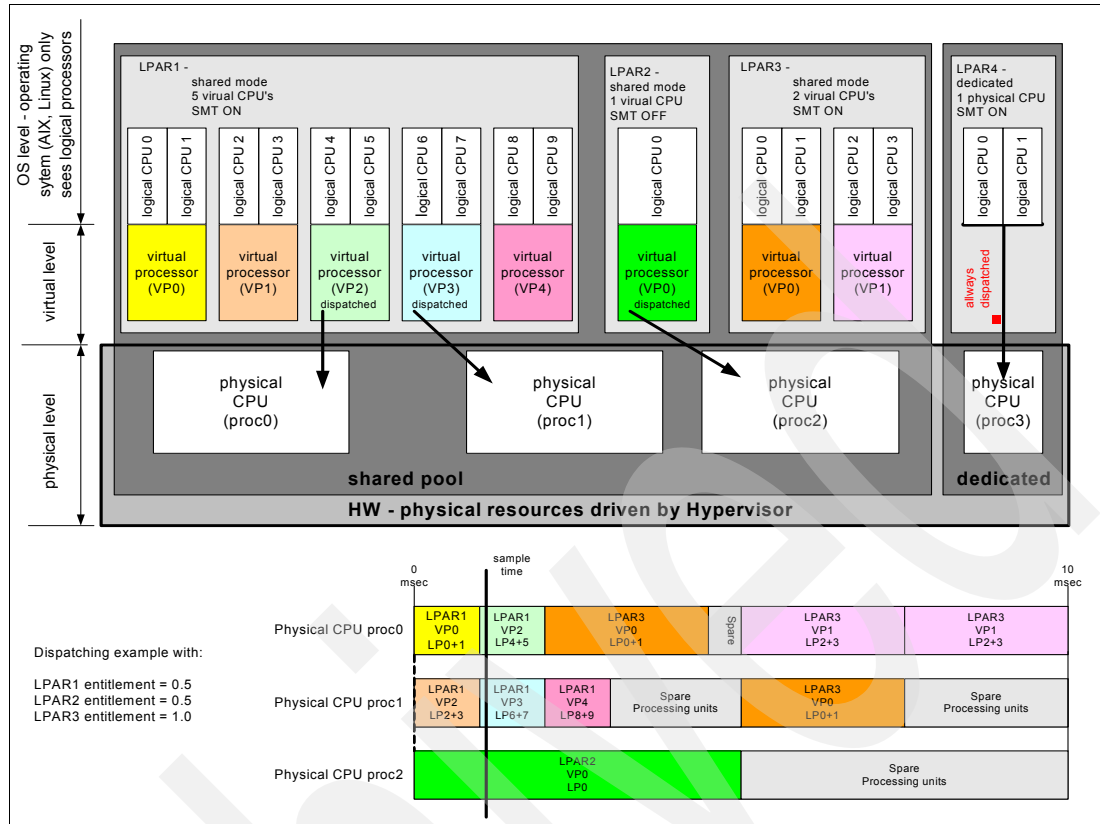 OS level - operating
sytem (AIX, Linux) only
sees logical processors
virtual level
physical level
LPAR1 -
shared mode
5 virual CPU's
SMT ON
LPAR2 -
shared mode
1 virual CPU
SMT OFF
LPAR3 -
shared mode
2 virual CPU's
SMT ON
LPAR4 -
dedicated
1 physical CPU
SMT ON
logical CPU 0
logical CPU 1
logical CPU 2
logical CPU 3
logical CPU 4
logical CPU 5
logical CPU 6
logical CPU 7
logical CPU 8
logical CPU 9
logical CPU 0
logical CPU 0
logical CPU 1
logical CPU 2
logical CPU 3
logical CPU 0
logical CPU 1
virtual
processor
(VP0)
virtual
processor
(VP1)
virtual
processor
(VP2)
dispatched
virtual
processor
(VP3)
dispatched
virtual
processor
(VP4)
virtual
processor
(VP0)
dispatched
virtual
processor
(VP0)
virtual
processor
(VP1)
allways
dispatched
physical
CPU
(proc0)
physical
CPU
(proc1)
physical
CPU
(proc2)
physical
CPU
(proc3)
shared pool
dedicated
HW - physical resources driven by Hypervisor
0
msec
sample
time
10
msec
Dispatching example with:
LPAR1 entitlement = 0.5
LPAR2 entitlement = 0.5
LPAR3 entitlement = 1.0
Physical CPU proc0
LPAR1
VP0
LP0+1
LPAR1
VP2
LP4+5
LPAR3
VP0
LP0+1
Spare
LPAR3
VP1
LP2+3
LPAR3
VP1
LP2+3
Physical CPU proc1
LPAR1
VP2
LP2+3
LPAR1
VP3
LP6+7
LPAR1
VP4
LP8+9
Spare
Processing units
LPAR3
VP0
LP0+1
Spare
Processing units
Physical CPU proc2
LPAR2
VP0
LP0
Spare
Processing units